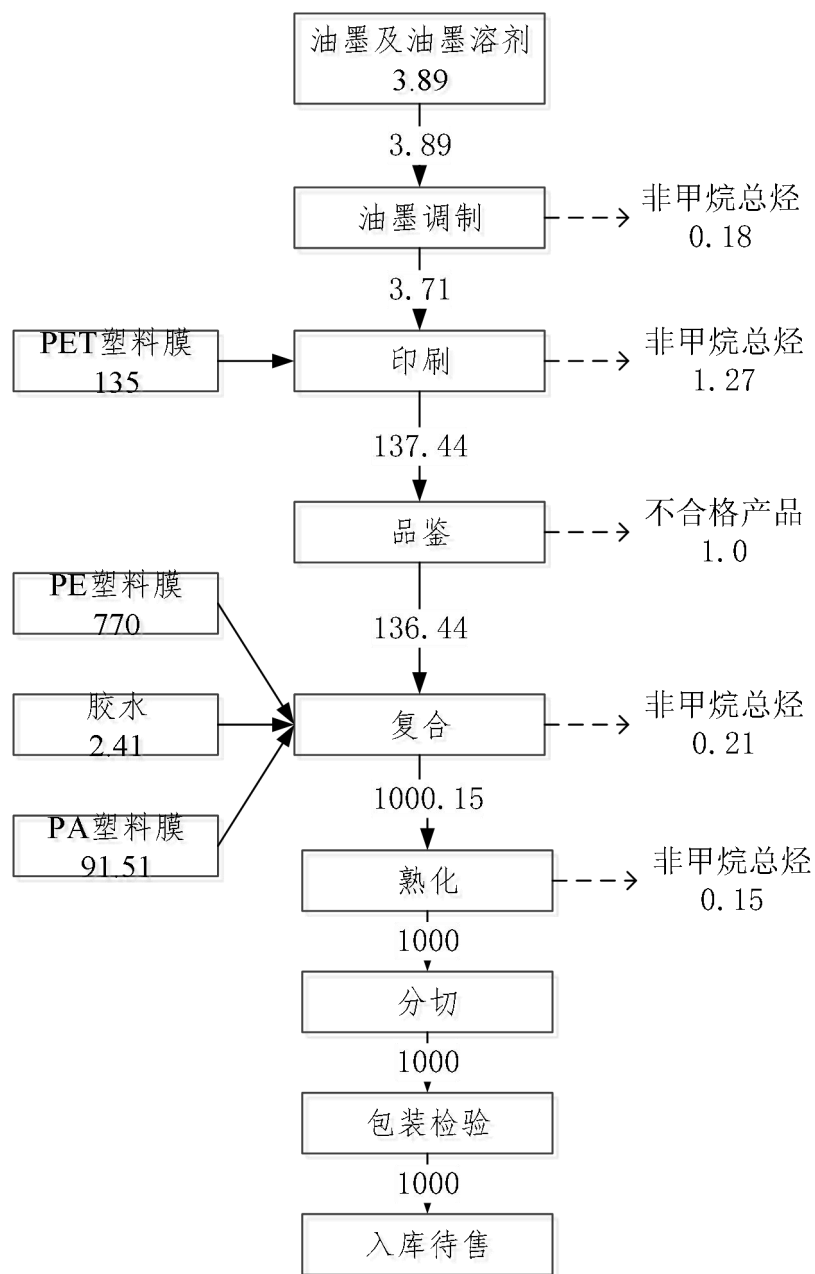 油墨及油墨溶剂
3.89
3.89
油墨调制
非甲烷总烃
0.18
3.71
PET塑料膜
135
印刷
非甲烷总烃
1.27
137.44
品鉴
不合格产品
1.0
PE塑料膜
770
136.44
胶水
2.41
复合
非甲烷总烃
0.21
1000.15
PA塑料膜
91.51
熟化
非甲烷总烃
0.15
1000
分切
1000
包装检验
1000
入库待售